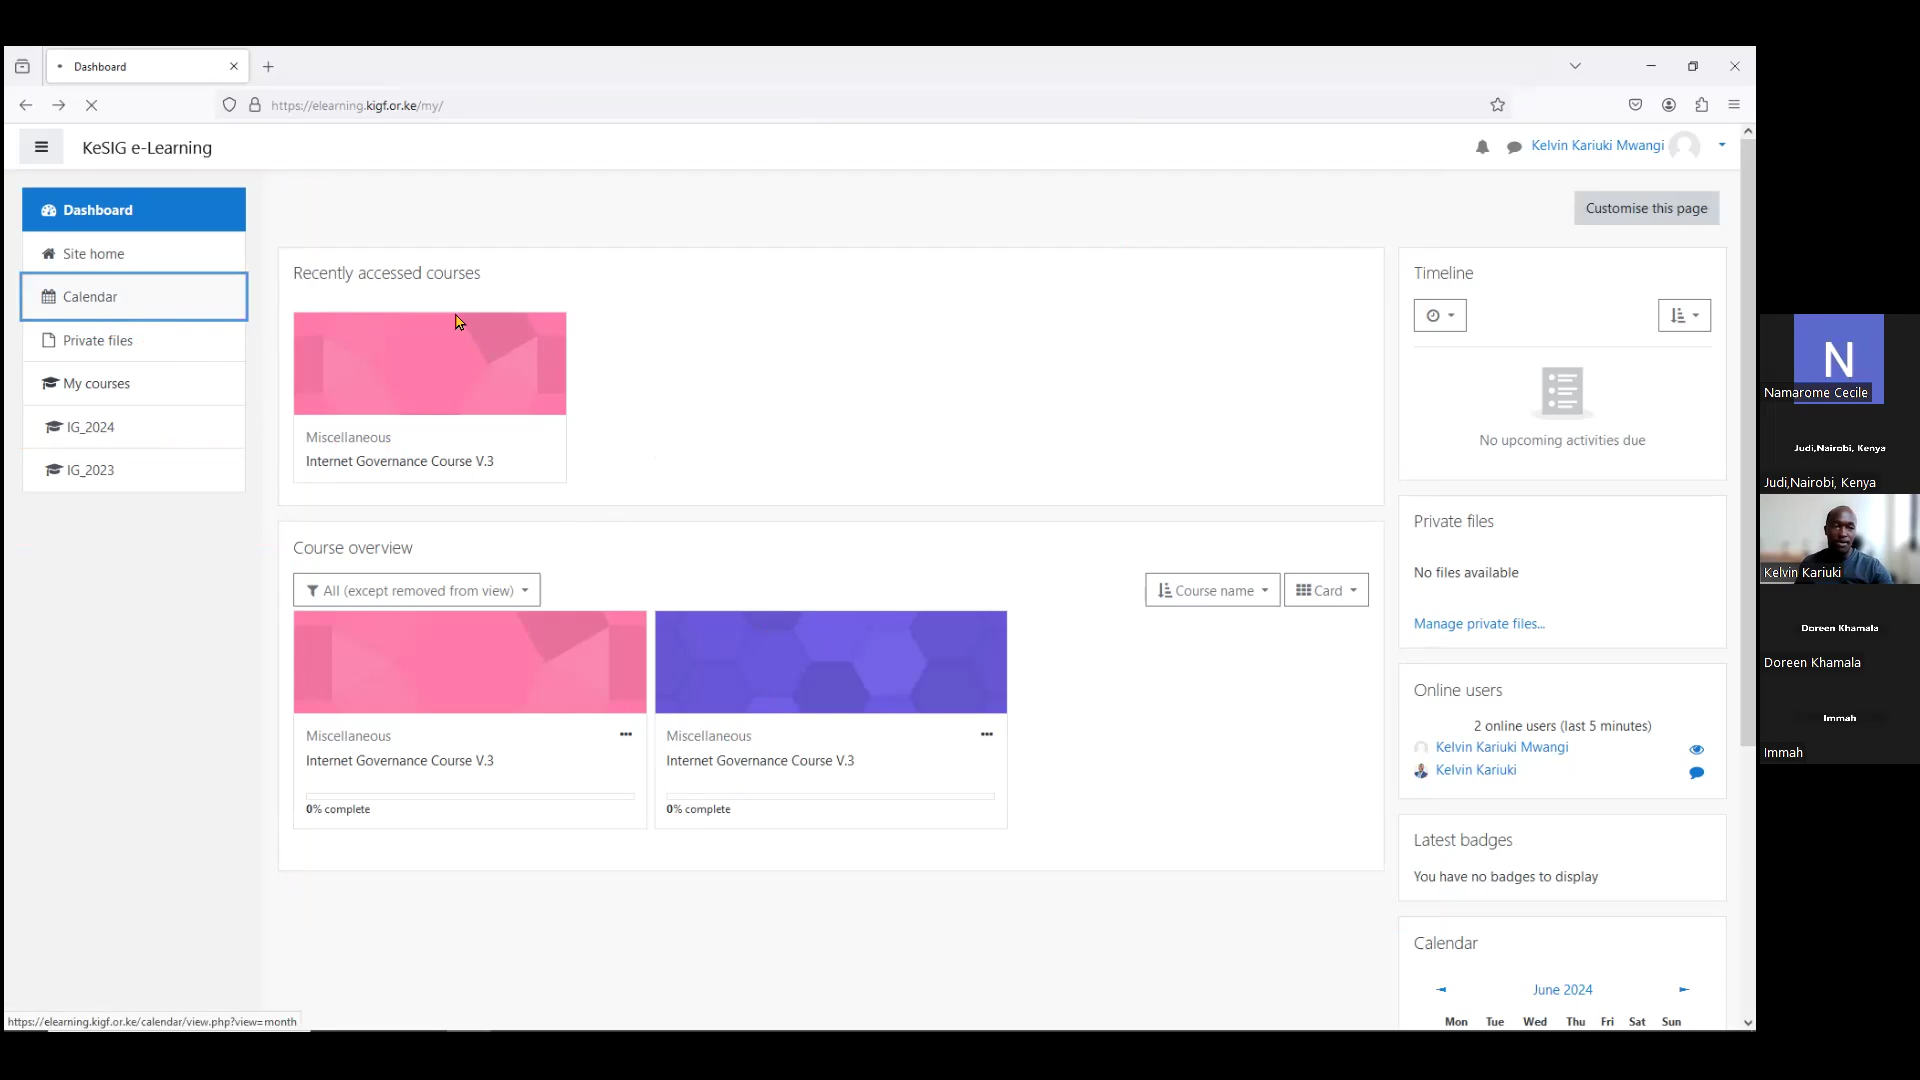 Dashboard
https://elearning.kigf.or.ke/my/
KeSIG e-Learning
Kelvin Kariuki Mwangi
Dashboard
Site home
Calendar
Private files
My courses
IG_2024
IG_2023
Customise this page
Recently accessed courses
Miscellaneous
Internet Governance Course V.3
Course overview
All (except removed from view)
Course name
Card
Miscellaneous
Internet Governance Course V.3
0% complete
Miscellaneous
Internet Governance Course V.3
0% complete
Timeline
No upcoming activities due
Private files
No files available
Manage private files...
Online users
2 online users (last 5 minutes)
Kelvin Kariuki Mwangi
Kelvin Kariuki
Latest badges
You have no badges to display
Calendar
June 2024
Mon Tue Wed Thu Fri Sat Sun
https://elearning.kigf.or.ke/calendar/view.php?view=month
N
Namarome Cecile
Judi,Nairobi, Kenya
Judi,Nairobi, Kenya
Kelvin Kariuki
Doreen Khamala
Doreen Khamala
Immah
Immah